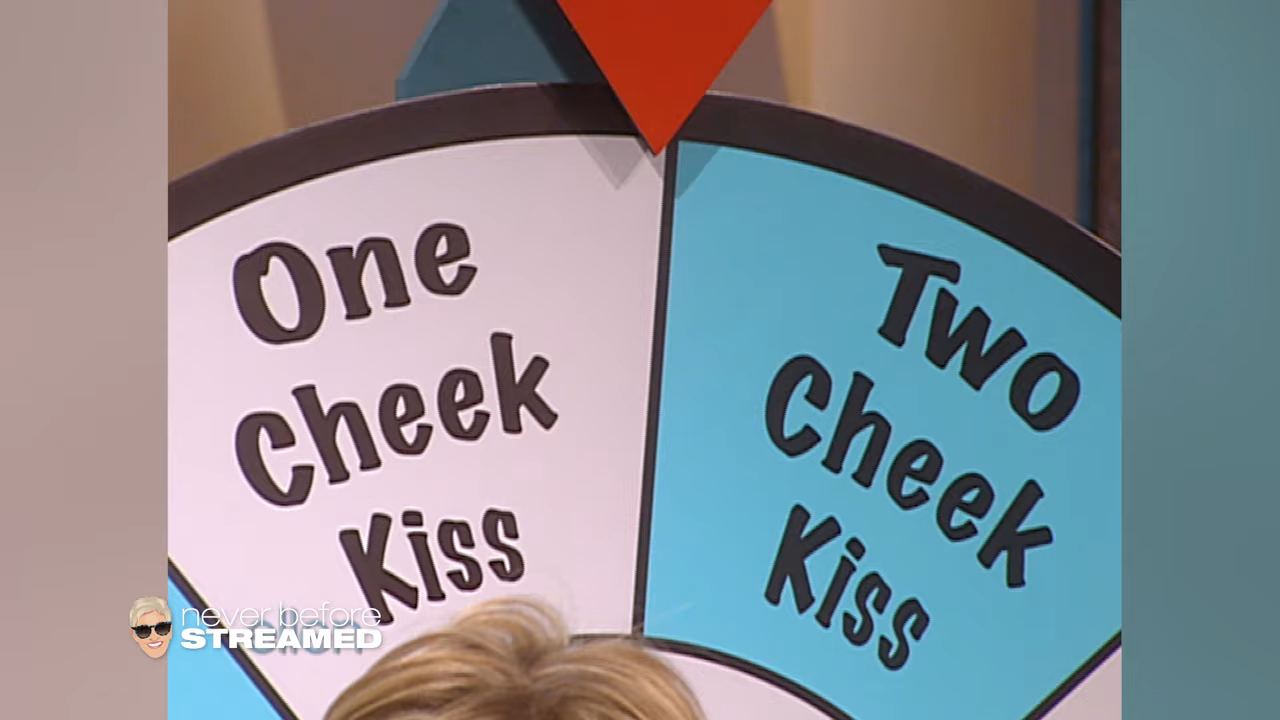 One
Cheek
Kiss
Two
Cheek
Kiss
never before
STREAMED